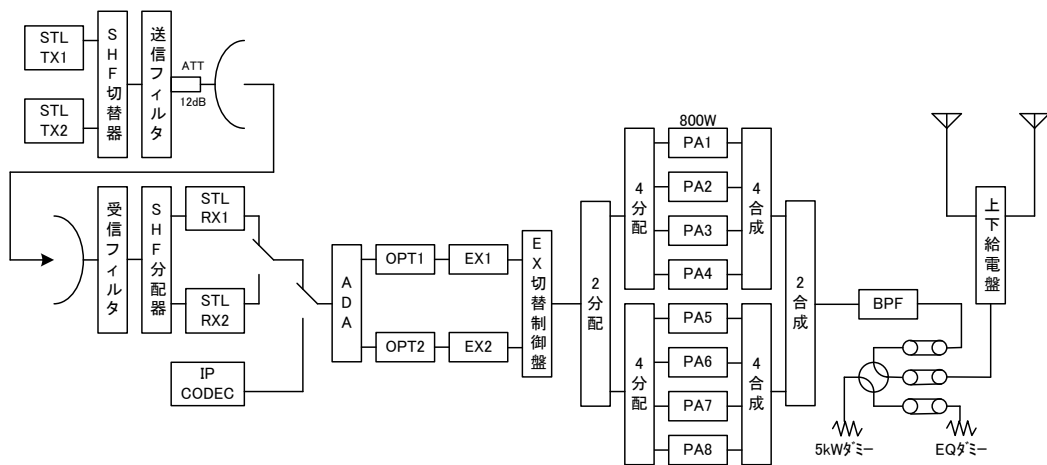 STL
TX1
STL
TX2
SHF切替器
送信フィルタ
ATT
12dB
受信フィルタ
SHF分配器
STL
RX1
STL
RX2
IP
CODEC
ADA
OPT1
EX1
OPT2
EX2
EX切替制御盤
2分配
4分配
4分配
800W
PA1
PA2
PA3
PA4
PA5
PA6
PA7
PA8
4合成
4合成
2合成
BPF
上下給電盤
5kWダミー
EQダミー